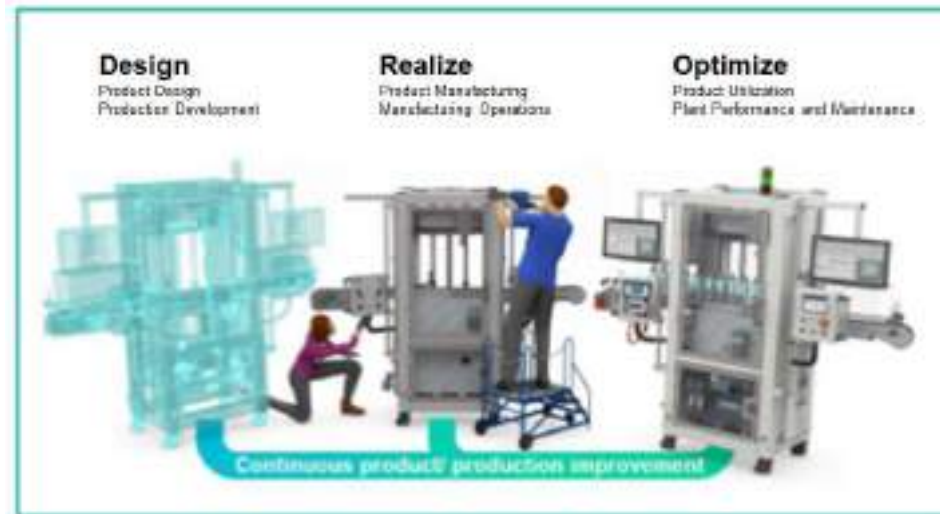 Design
Product Design
Production Development
Realize
Product Manufacturing
Manufacturing Operations
Optimize
Product Utilization
Plant Performance and Maintenance
Continuous product/ production improvement